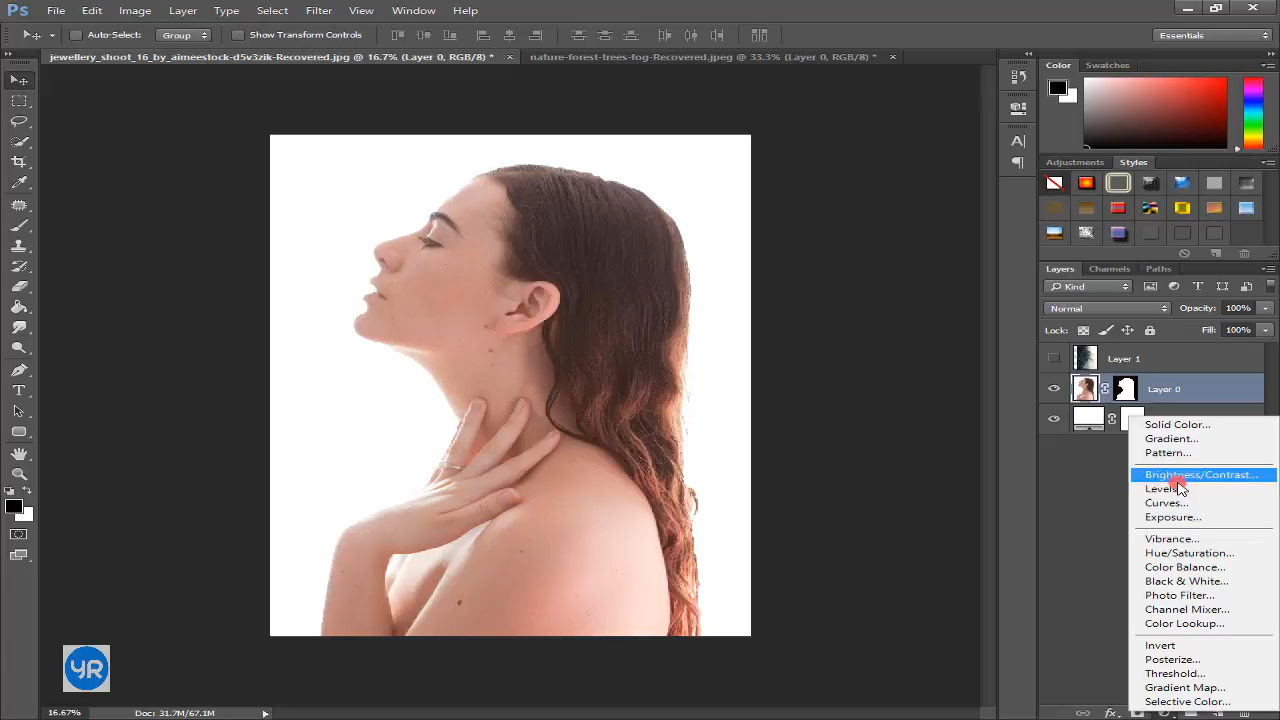 Ps File Edit Image Layer Type Select Filter View Window Help
Auto-Select: Group Show Transform Controls Essentials
jewellery_shoot_16_by_aimeestock-d5v3zik-Recovered.jpg @ 16.7% (Layer 0, RGB/8) *
nature-forest-trees-fog-Recovered.jpeg @ 33.3% (Layer 0, RGB/8) *
Color Swatches
Adjustments Styles
Layers Channels Paths
Kind
Normal Opacity: 100%
Lock: Fill: 100%
Layer 1
Layer 0
Solid Color...
Gradient...
Pattern...
Brightness/Contrast...
Levels
Curves...
Exposure...
Vibrance...
Hue/Saturation...
Color Balance...
Black & White...
Photo Filter...
Channel Mixer...
Color Lookup...
Invert
Posterize...
Threshold...
Gradient Map...
Selective Color...
YR
16.67% Doc: 31.7M/67.1M